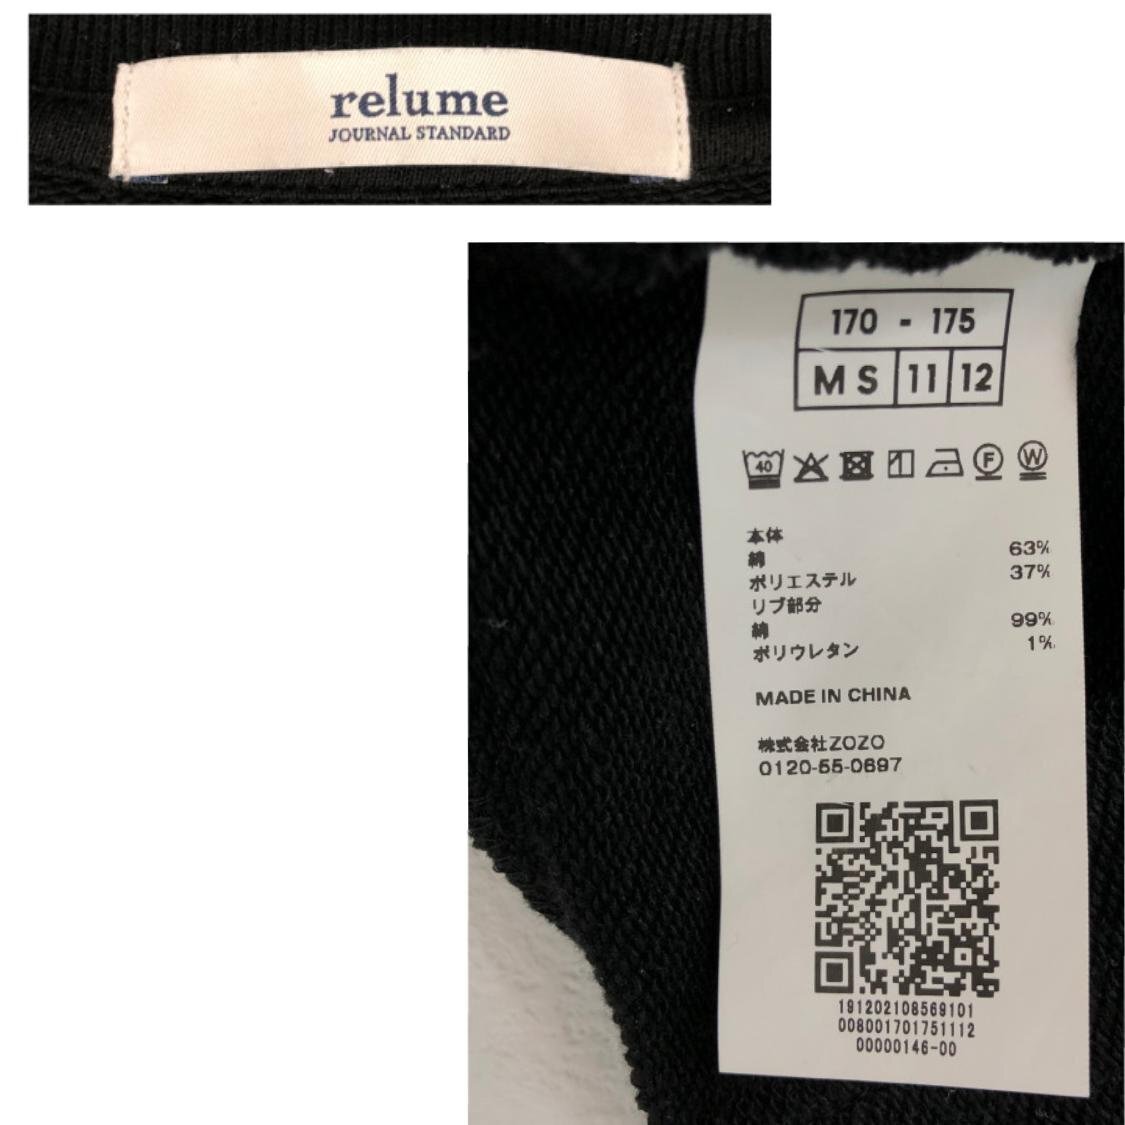 relume
JOURNAL STANDARD
170 - 175
M S 11 12
40 F W
本体
綿 63%
ポリエステル 37%
リブ部分
綿 99%
ポリウレタン 1%
MADE IN CHINA
株式会社ZOZO
0120-55-0697
191202108569101
008001701751112
00000146-00